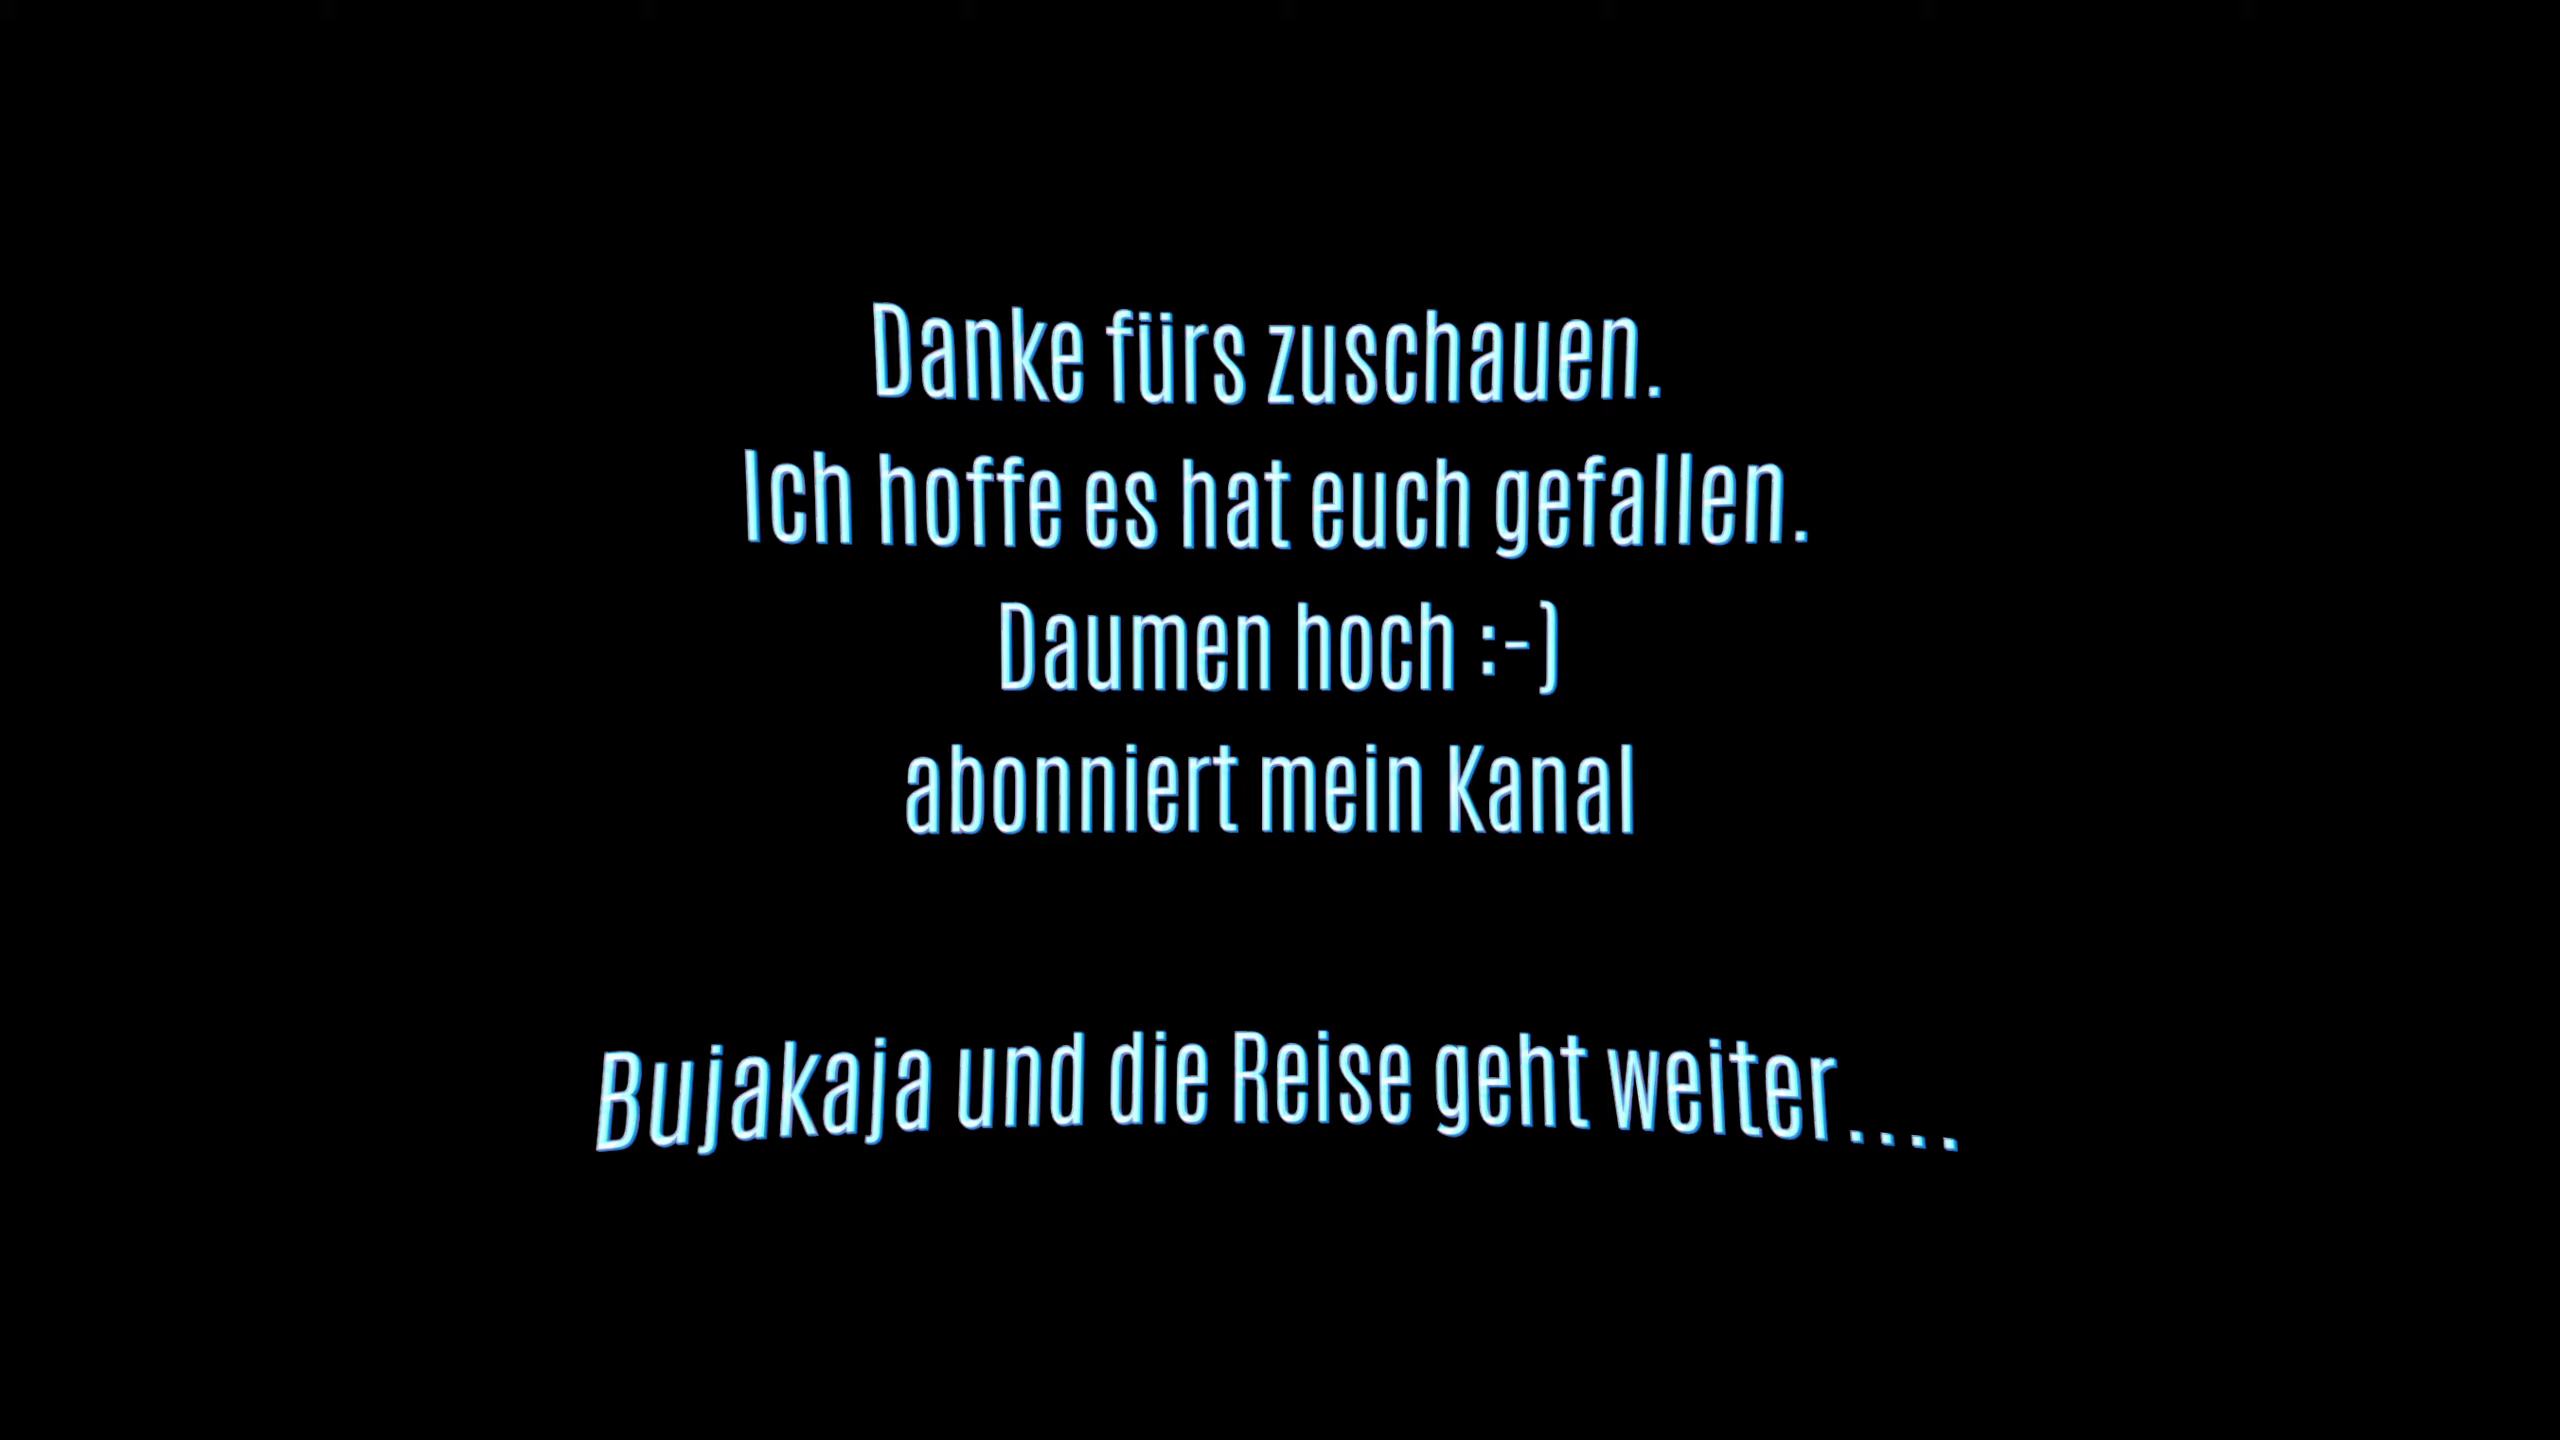 Danke fürs zuschauen.
Ich hoffe es hat euch gefallen.
Daumen hoch :-)
abonniert mein Kanal
Bujakaja und die Reise geht weiter....